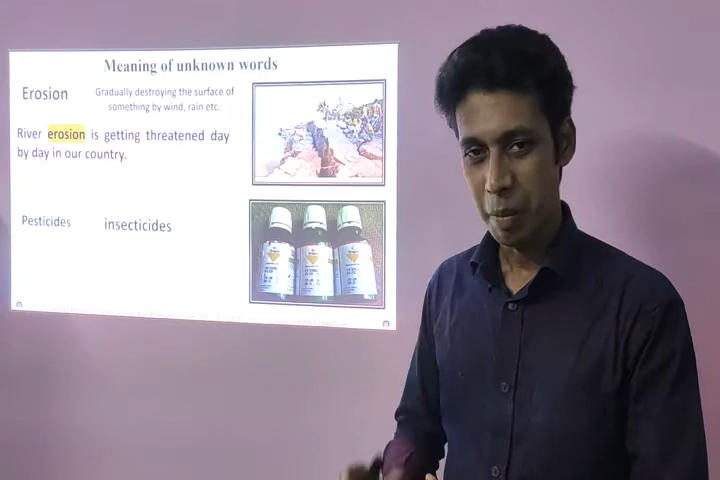 Meaning of unknown words
Erosion
Gradually destroying the surface of
something by wind, rain etc.
River erosion is getting threatened day
by day in our country.
Pesticides
insecticides